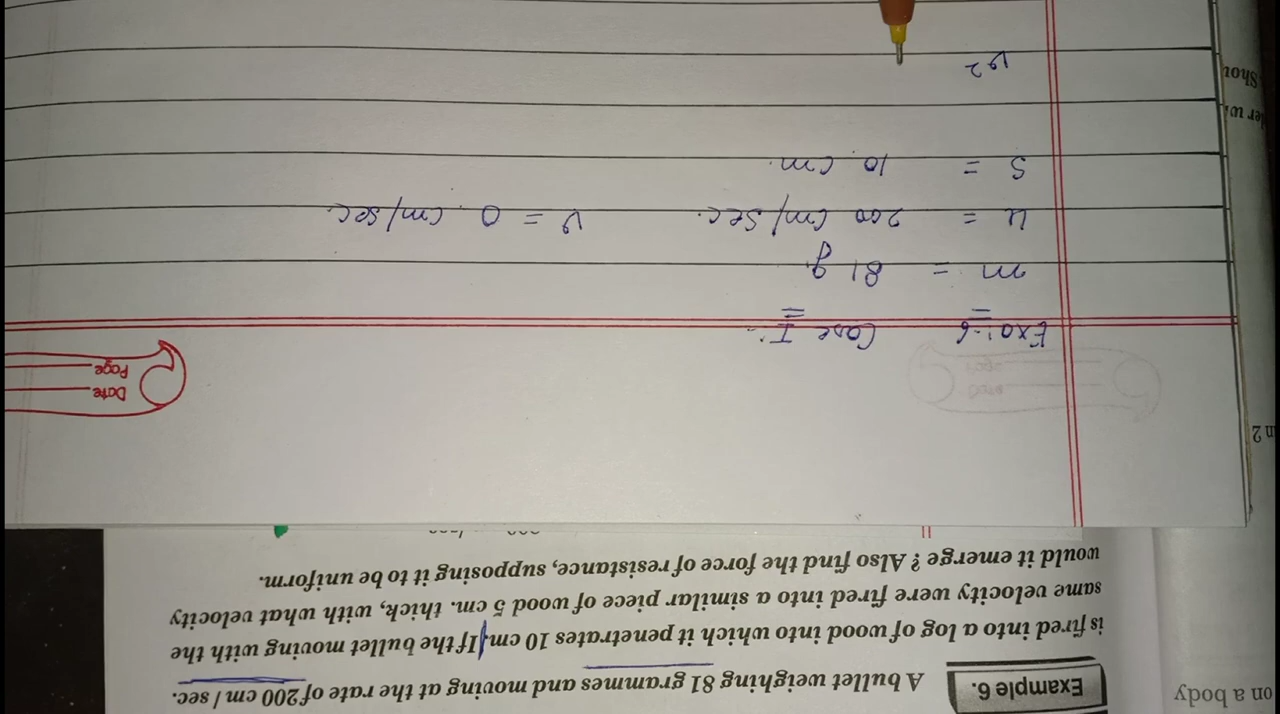 Example 6. A bullet weighing 81 grammes and moving at the rate of 200 cm / sec.
is fired into a log of wood into which it penetrates 10 cm. If the bullet moving with the
same velocity were fired into a similar piece of wood 5 cm. thick, with what velocity
would it emerge ? Also find the force of resistance, supposing it to be uniform.
on a body
n 2
Date
Page
Exa:-6 Case I:-
m = 81 g
u = 200 cm/sec. v = 0 cm/sec.
s = 10 cm.
v2